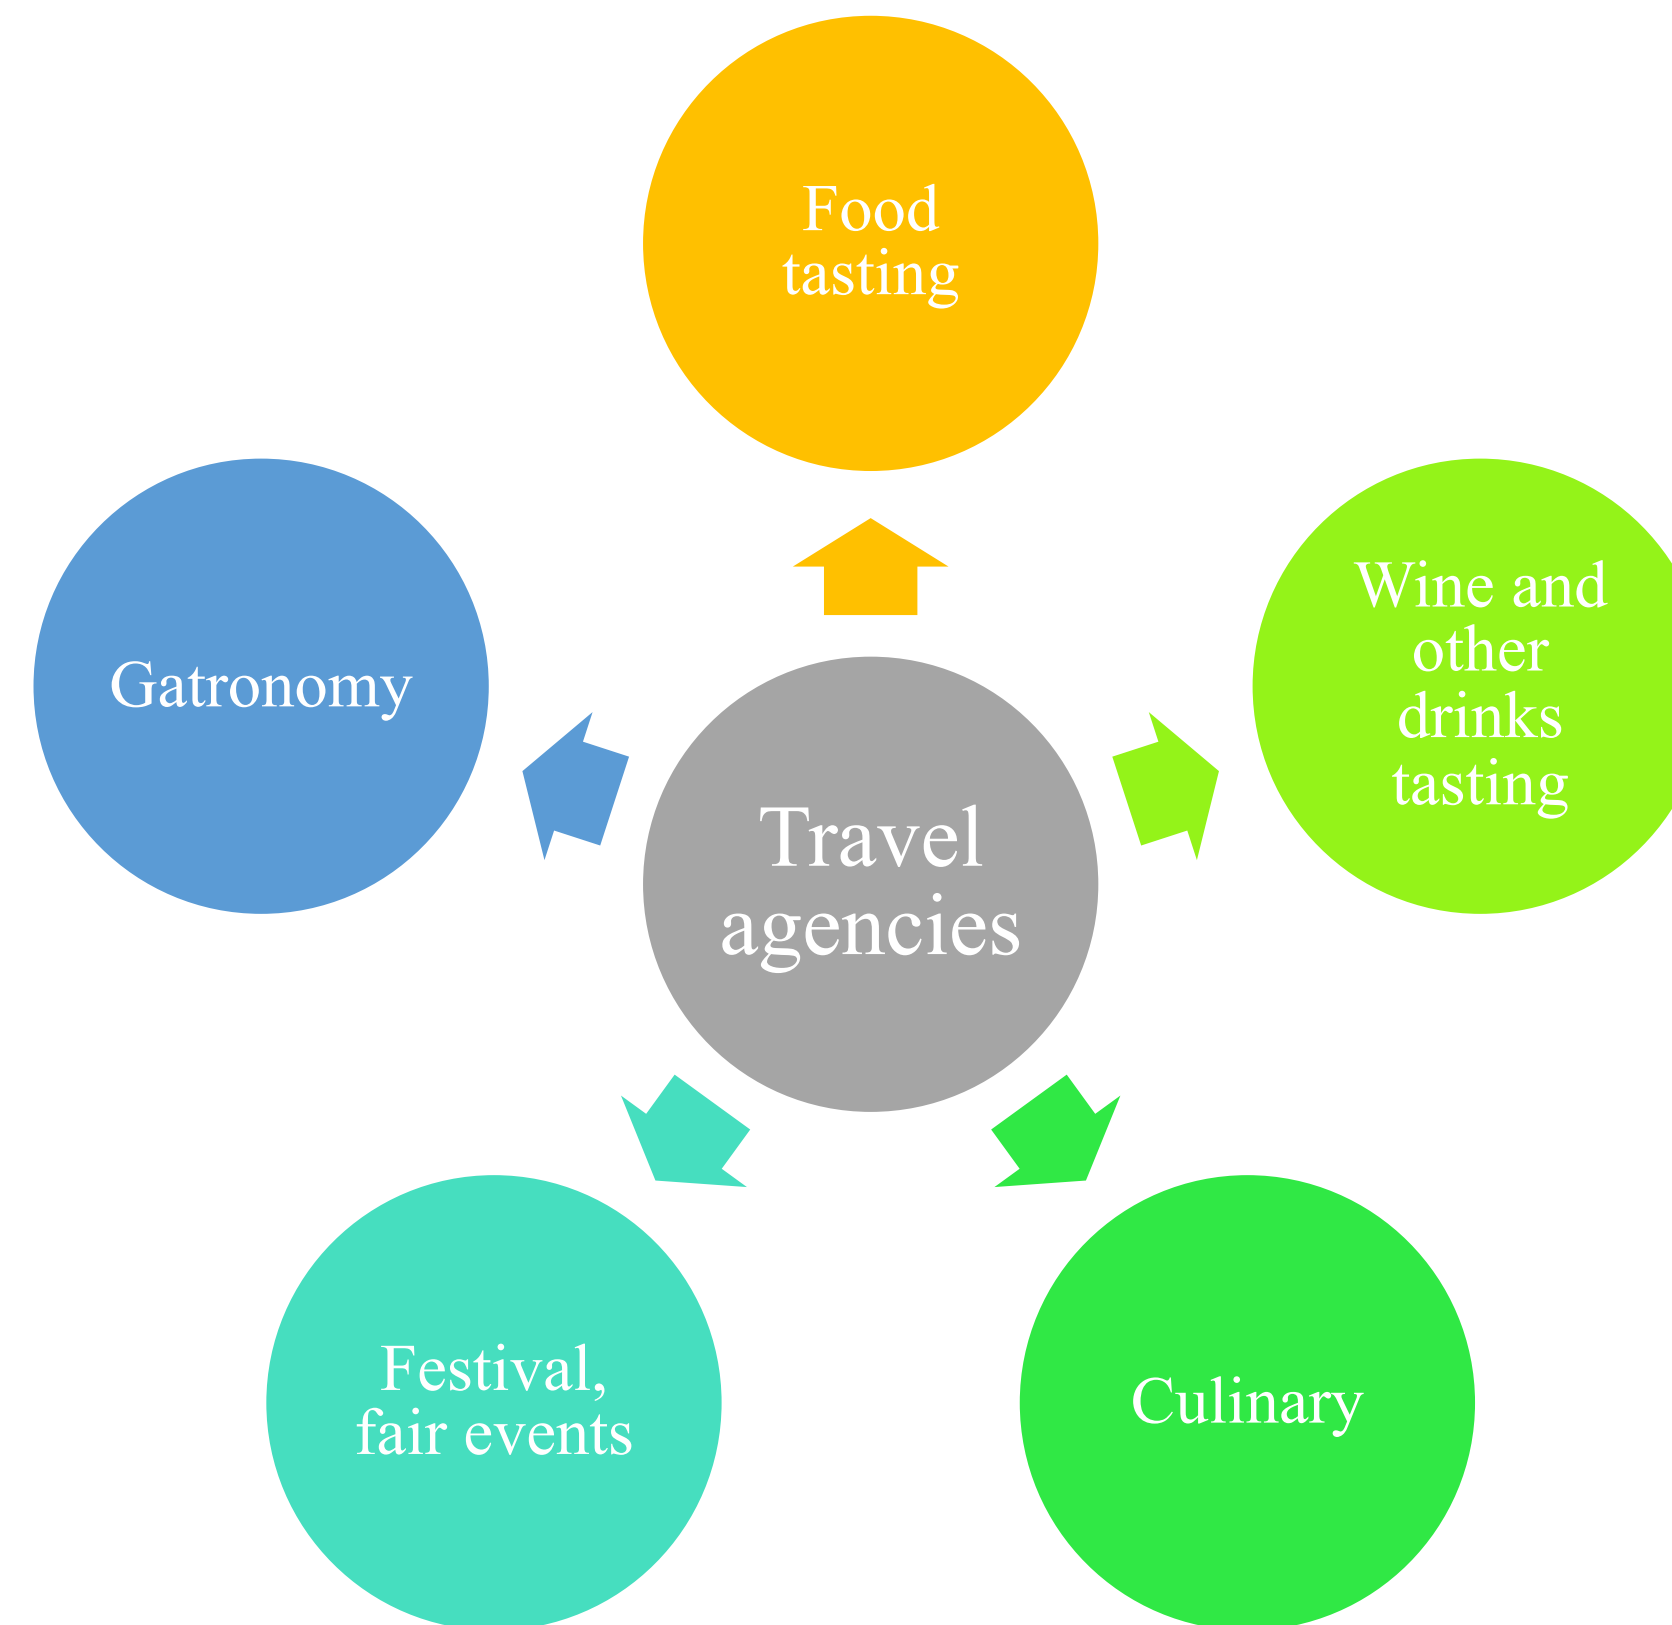 Food
tasting
Wine and
other
drinks
tasting
Gatronomy
Travel
agencies
Festival,
fair events
Culinary